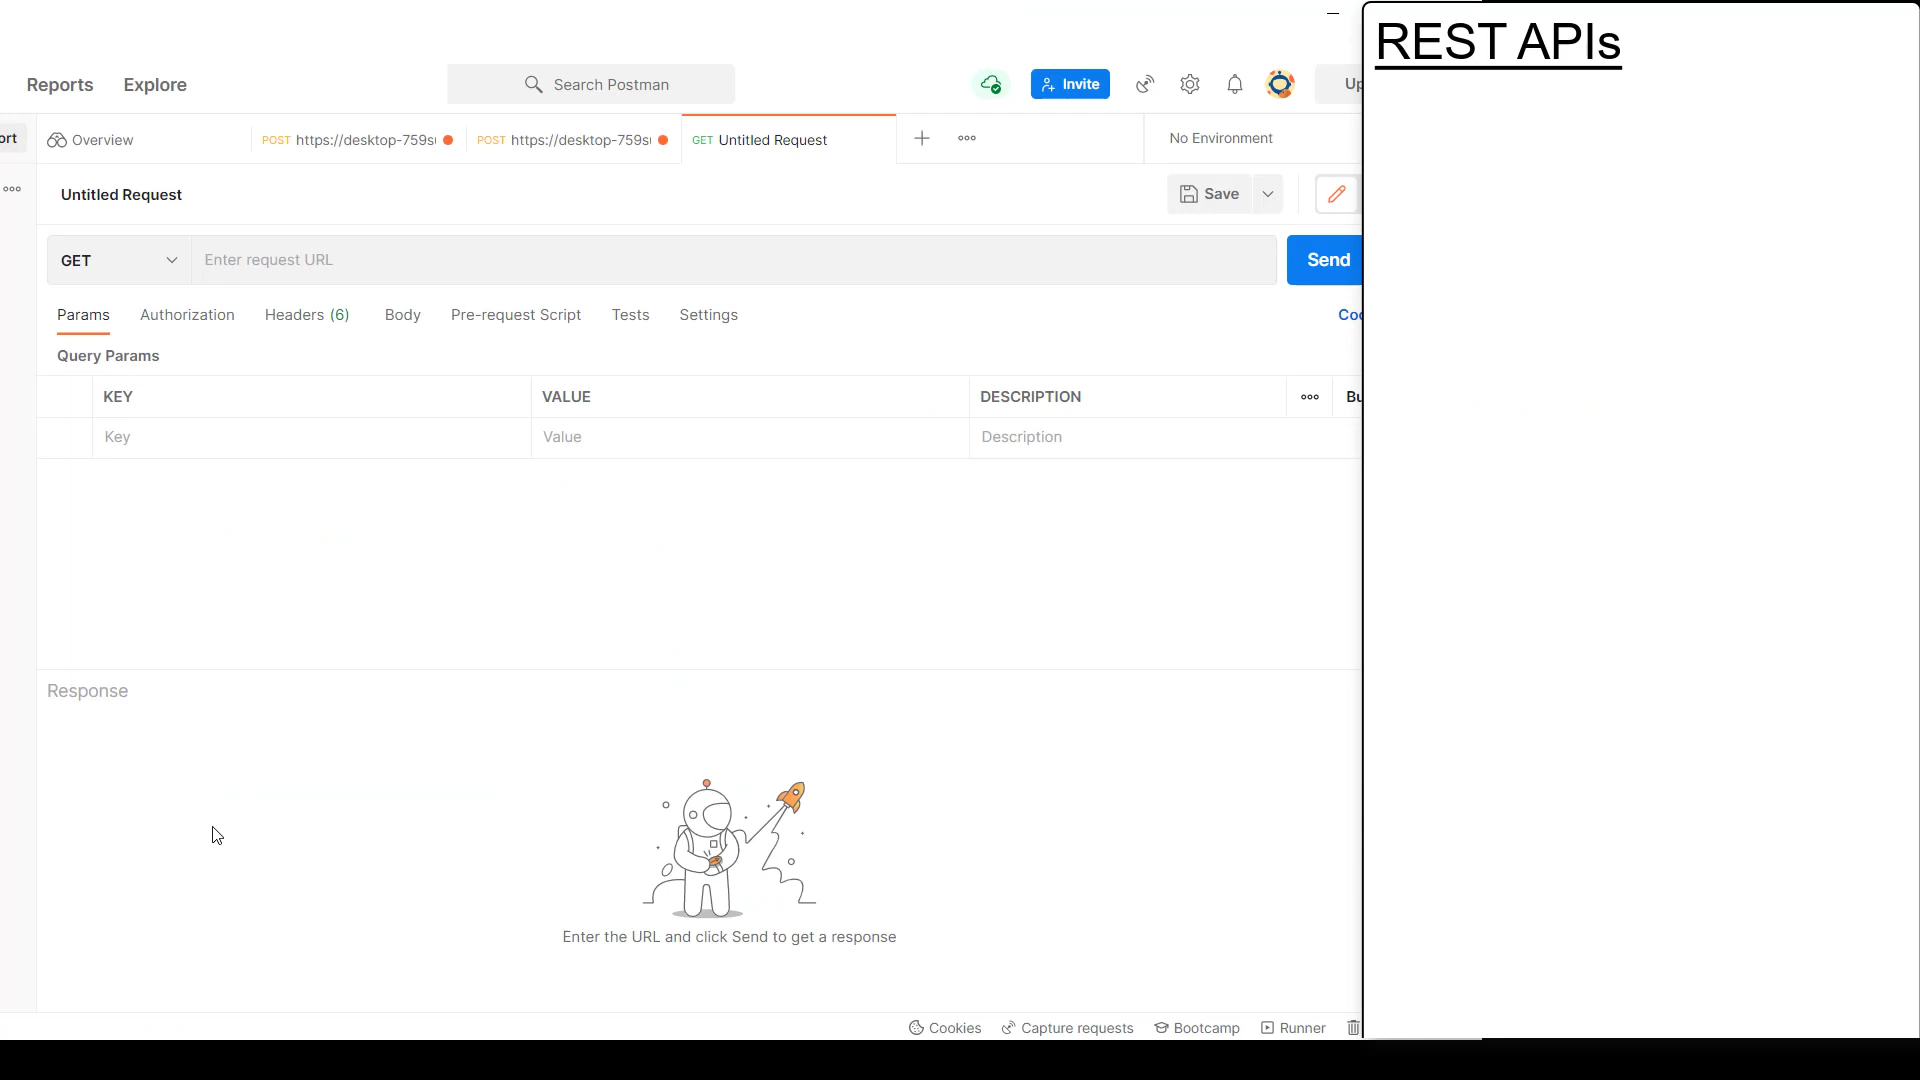 REST APIs
Reports Explore Search Postman Invite Up
ort Overview POST https://desktop-759s POST https://desktop-759s GET Untitled Request No Environment
Untitled Request Save
GET Enter request URL Send
Params Authorization Headers (6) Body Pre-request Script Tests Settings Coo
Query Params
KEY VALUE DESCRIPTION Bu
Key Value Description
Response
Enter the URL and click Send to get a response
Cookies Capture requests Bootcamp Runner